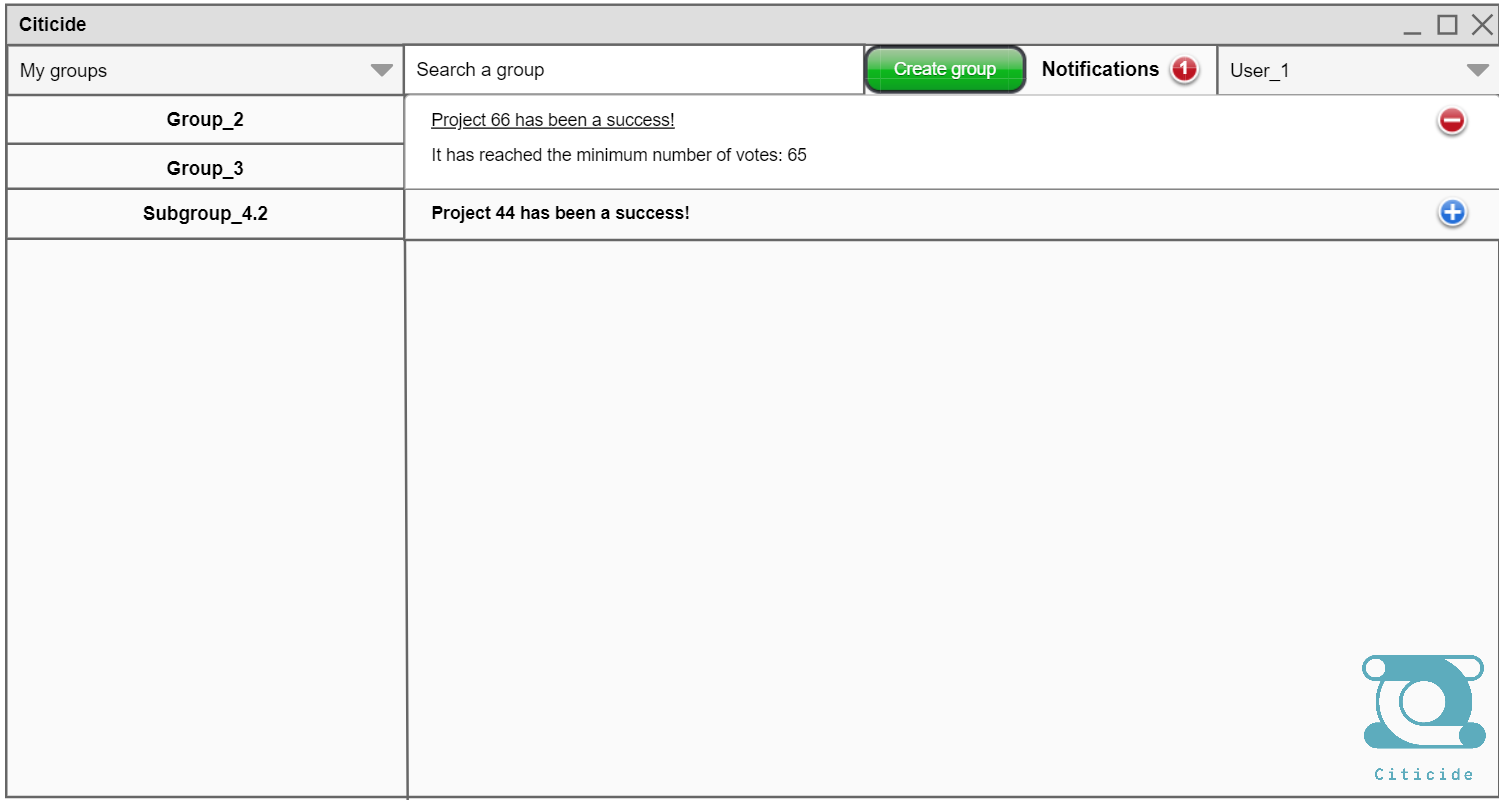 Citicide
My groups
Search a group
Create group
Notifications 1
User_1
Group_2
Group_3
Subgroup_4.2
Project 66 has been a success!
It has reached the minimum number of votes: 65
Project 44 has been a success!
Citicide